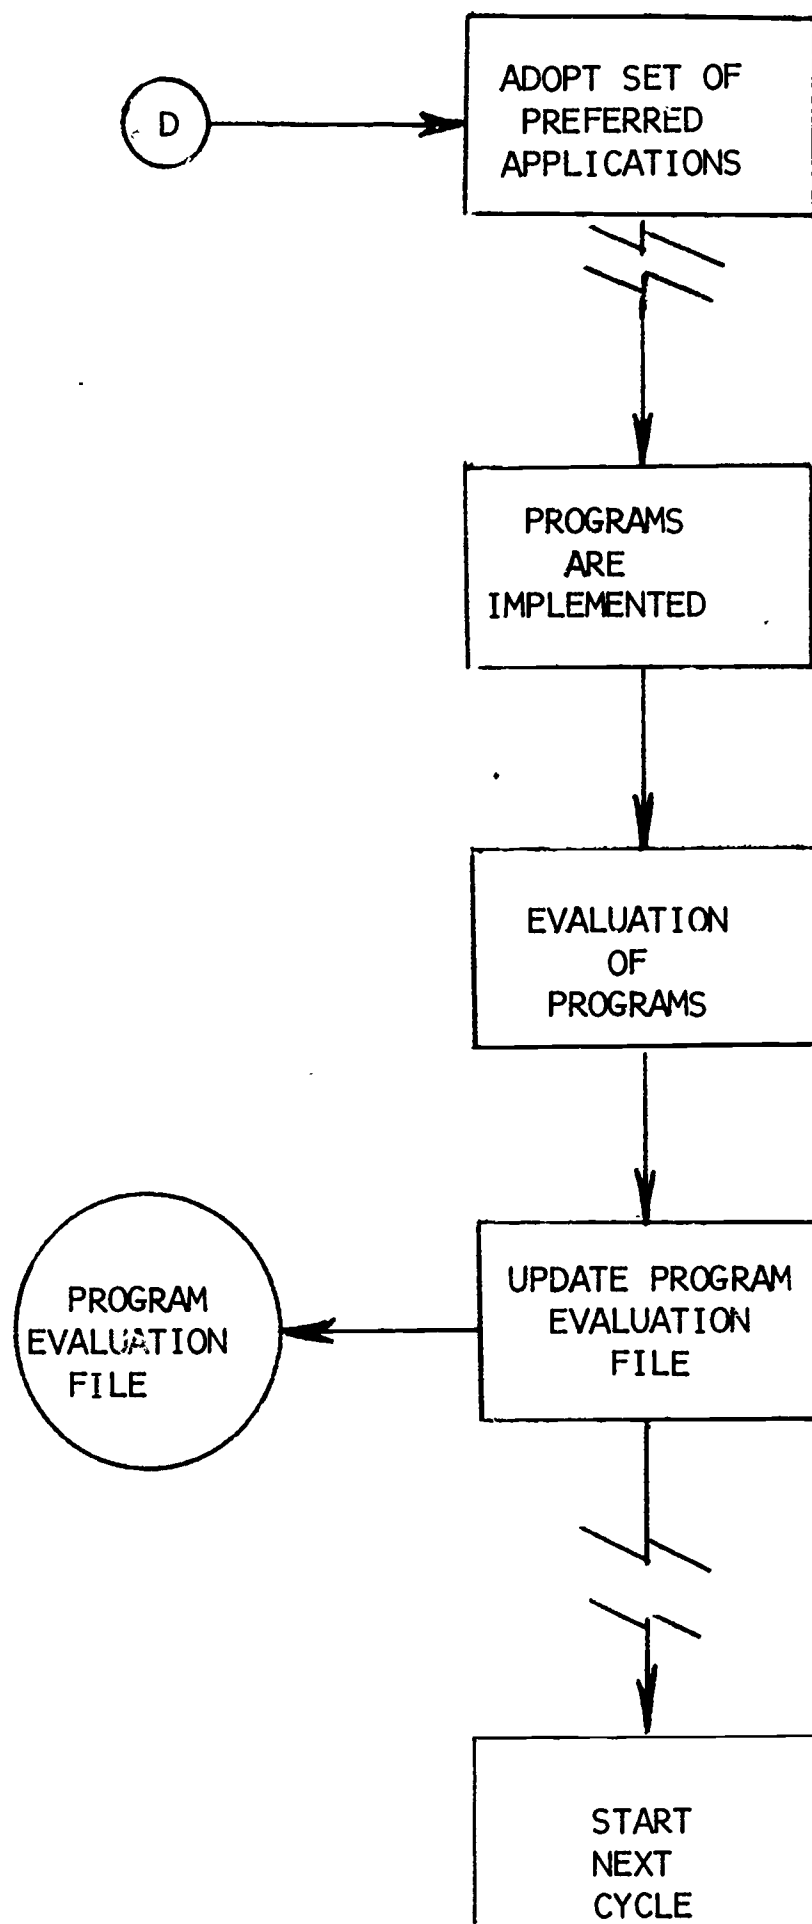 D
ADOPT SET OF
PREFERRED
APPLICATIONS
PROGRAMS
ARE
IMPLEMENTED
EVALUATION
OF
PROGRAMS
PROGRAM
EVALUATION
FILE
UPDATE PROGRAM
EVALUATION
FILE
START
NEXT
CYCLE